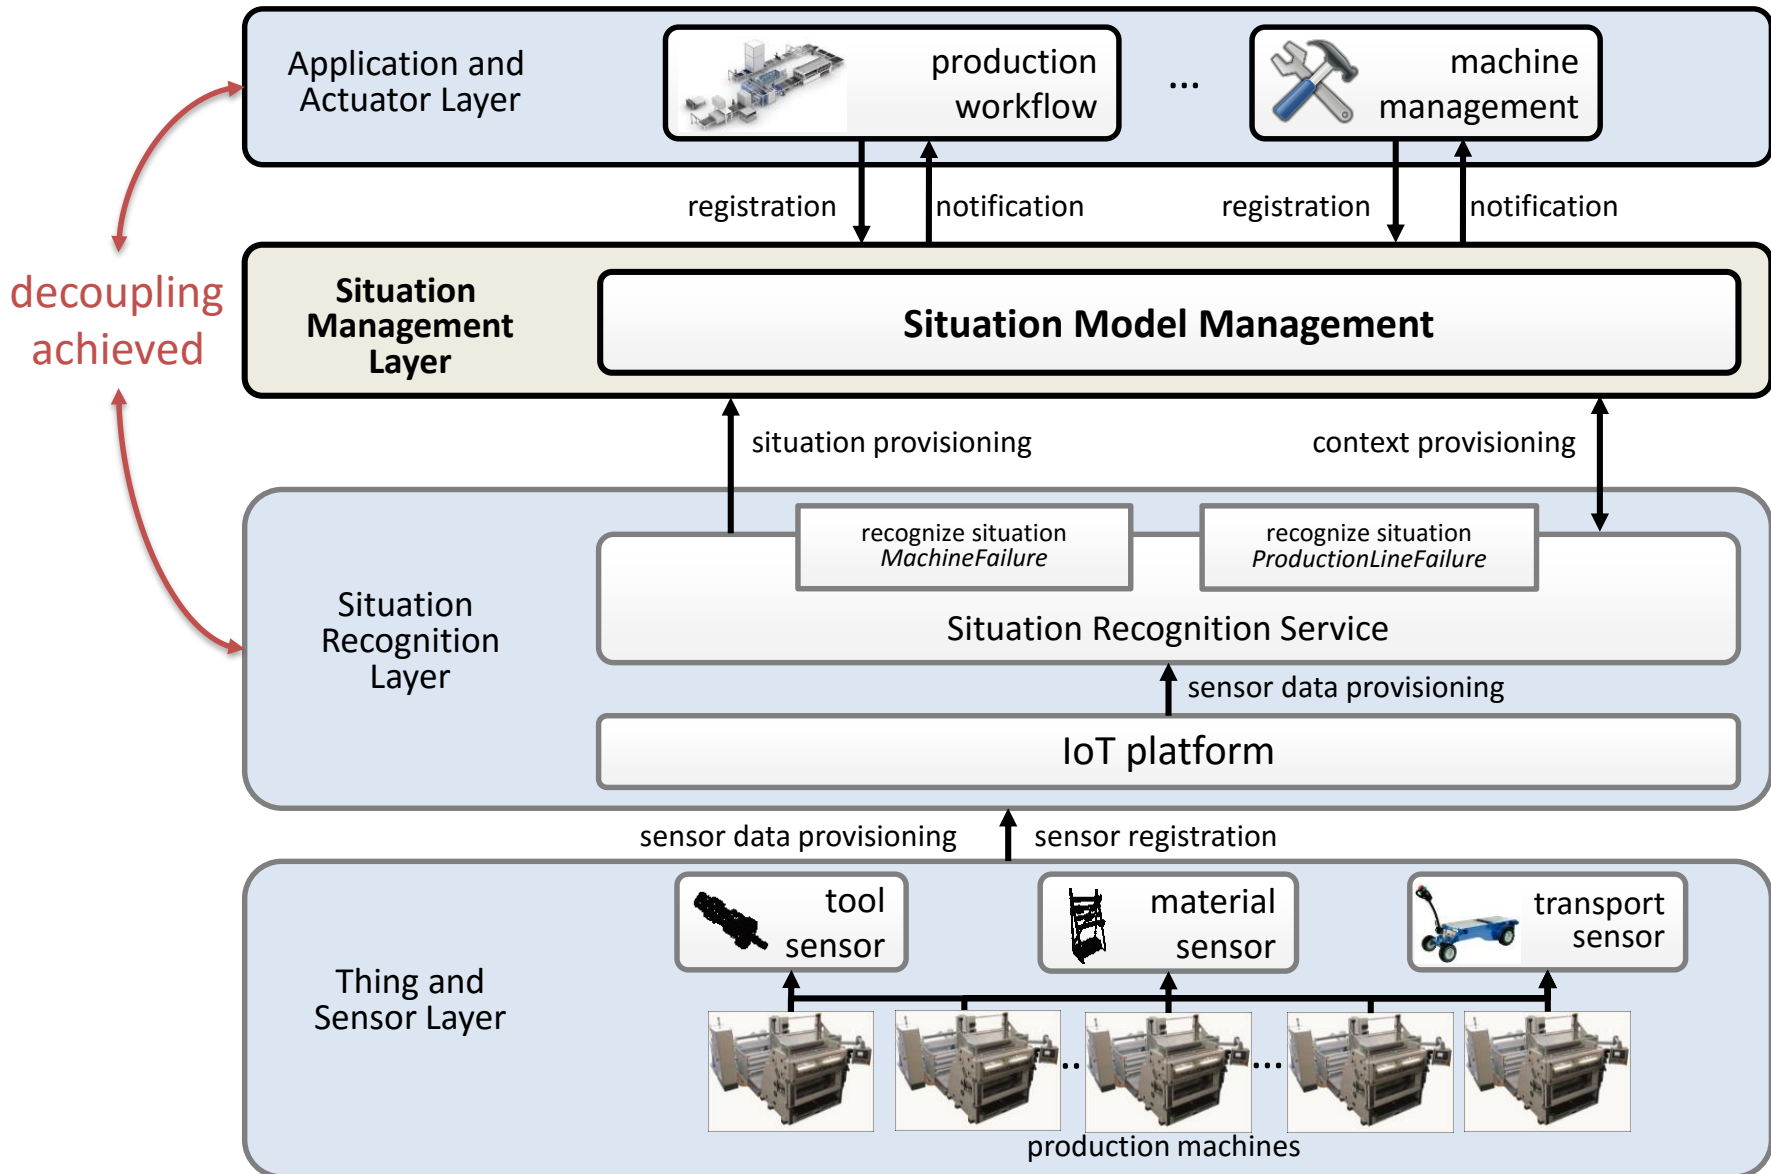 Application and
Actuator Layer
production
workflow
...
machine
management
registration
notification
registration
notification
decoupling
achieved
Situation
Management
Layer
Situation Model Management
situation provisioning
context provisioning
recognize situation
MachineFailure
recognize situation
ProductionLineFailure
Situation
Recognition
Layer
Situation Recognition Service
sensor data provisioning
IoT platform
sensor data provisioning
sensor registration
tool
sensor
material
sensor
transport
sensor
Thing and
Sensor Layer
..
...
production machines